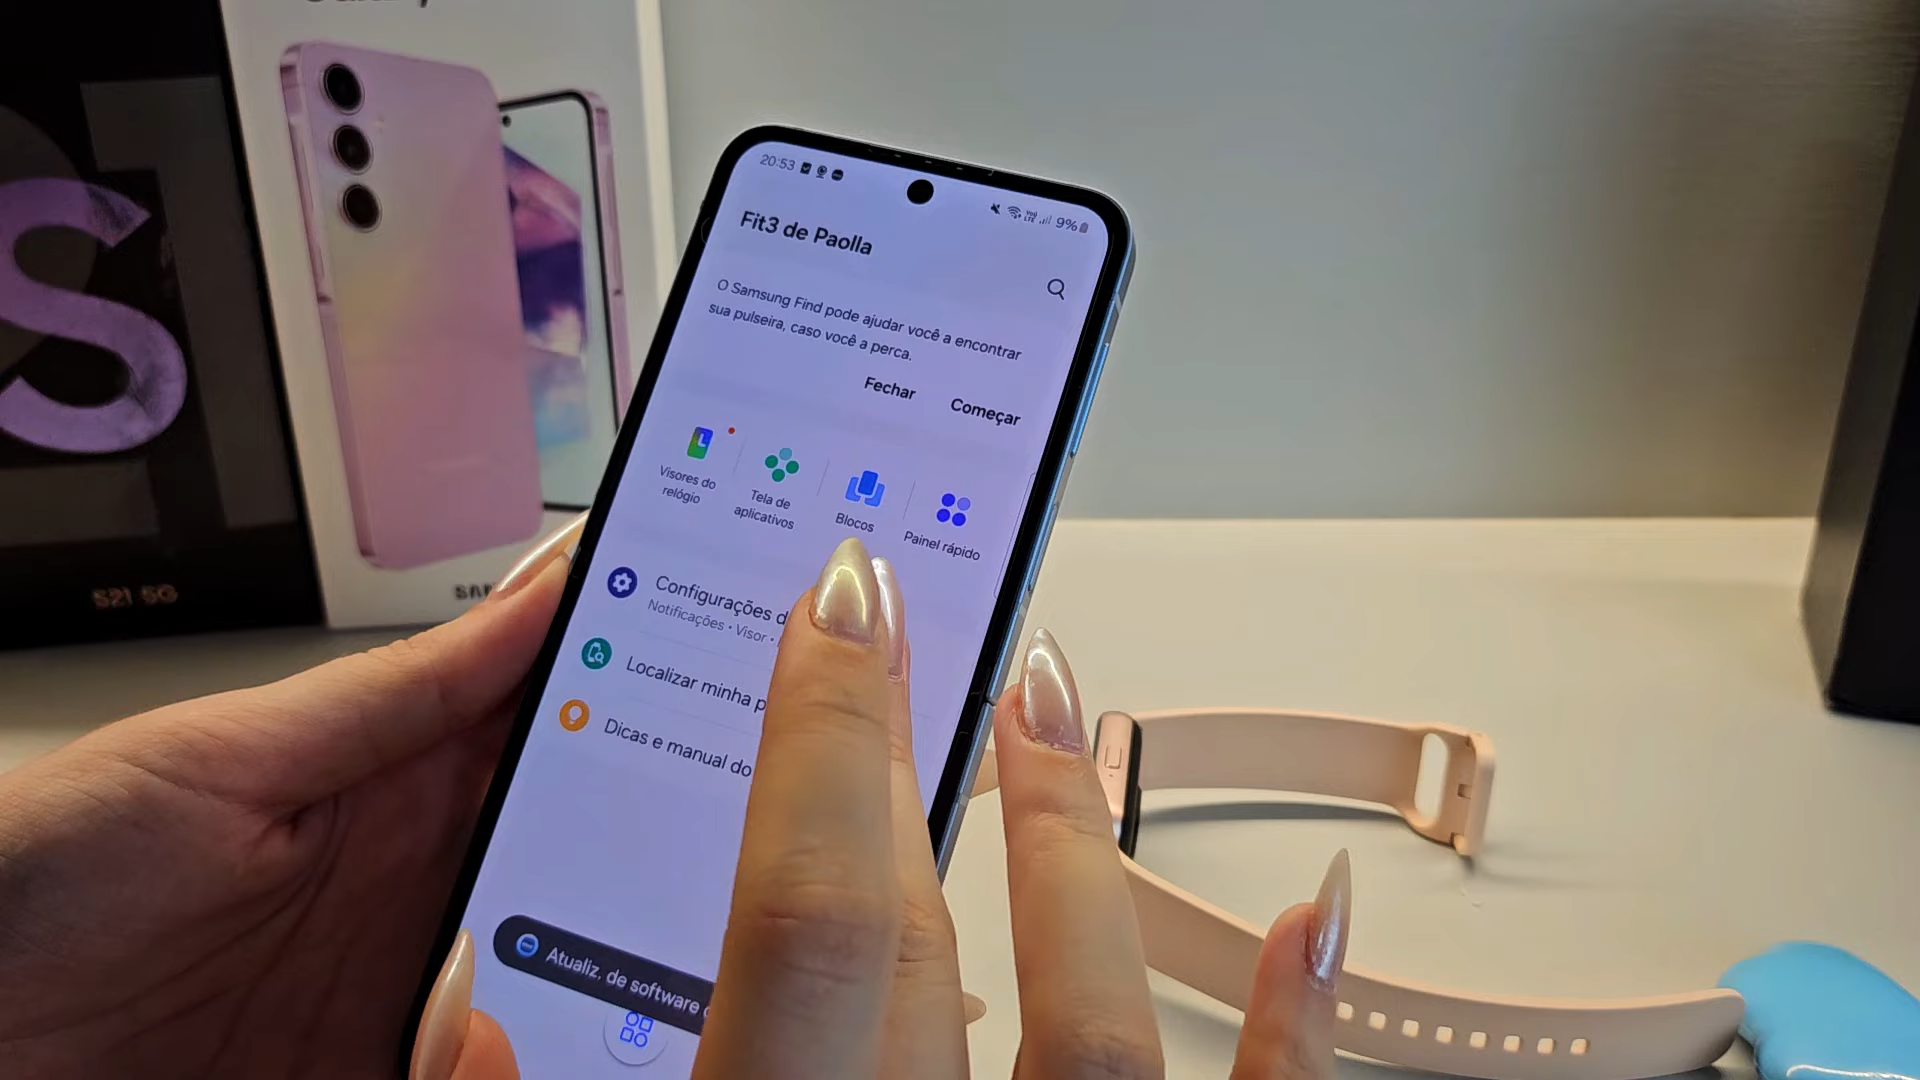 S21 5G
20:53
9%
Fit3 de Paolla
O Samsung Find pode ajudar você a encontrar
sua pulseira, caso você a perca.
Fechar
Começar
Visores do
relógio
Tela de
aplicativos
Blocos
Painel rápido
Configurações d
Notificações • Visor •
Localizar minha p
Dicas e manual do
Atualiz. de software